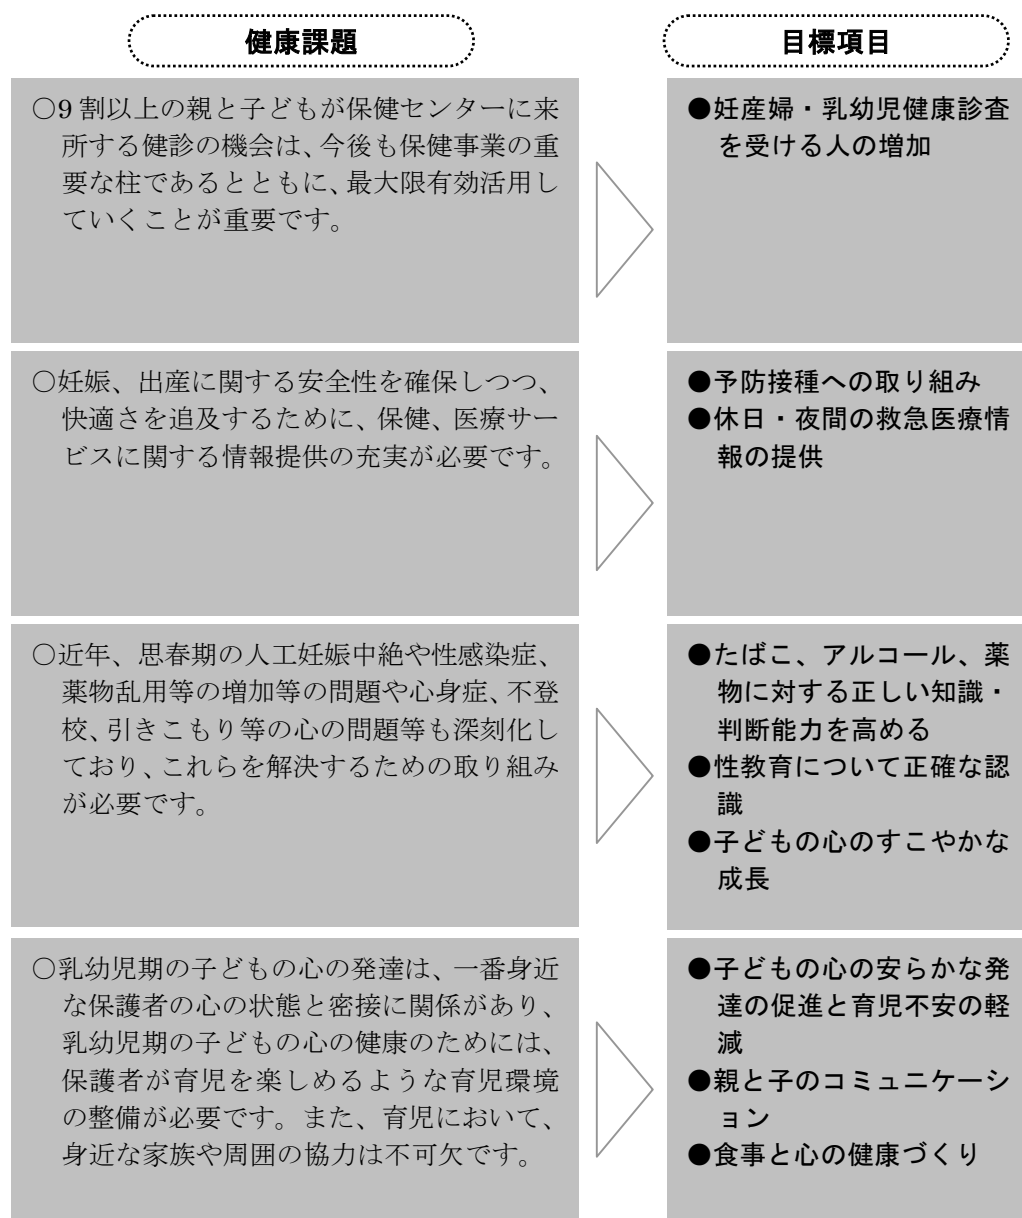 健康課題
目標項目
○9 割以上の親と子どもが保健センターに来
所する健診の機会は、今後も保健事業の重
要な柱であるとともに、最大限有効活用し
ていくことが重要です。
●妊産婦・乳幼児健康診査
を受ける人の増加
○妊娠、出産に関する安全性を確保しつつ、
快適さを追及するために、保健、医療サー
ビスに関する情報提供の充実が必要です。
●予防接種への取り組み
●休日・夜間の救急医療情
報の提供
○近年、思春期の人工妊娠中絶や性感染症、
薬物乱用等の増加等の問題や心身症、不登
校、引きこもり等の心の問題等も深刻化し
ており、これらを解決するための取り組み
が必要です。
●たばこ、アルコール、薬
物に対する正しい知識・
判断能力を高める
●性教育について正確な認
識
●子どもの心のすこやかな
成長
○乳幼児期の子どもの心の発達は、一番身近
な保護者の心の状態と密接に関係があり、
乳幼児期の子どもの心の健康のためには、
保護者が育児を楽しめるような育児環境
の整備が必要です。また、育児において、
身近な家族や周囲の協力は不可欠です。
●子どもの心の安らかな発
達の促進と育児不安の軽
減
●親と子のコミュニケーシ
ョン
●食事と心の健康づくり